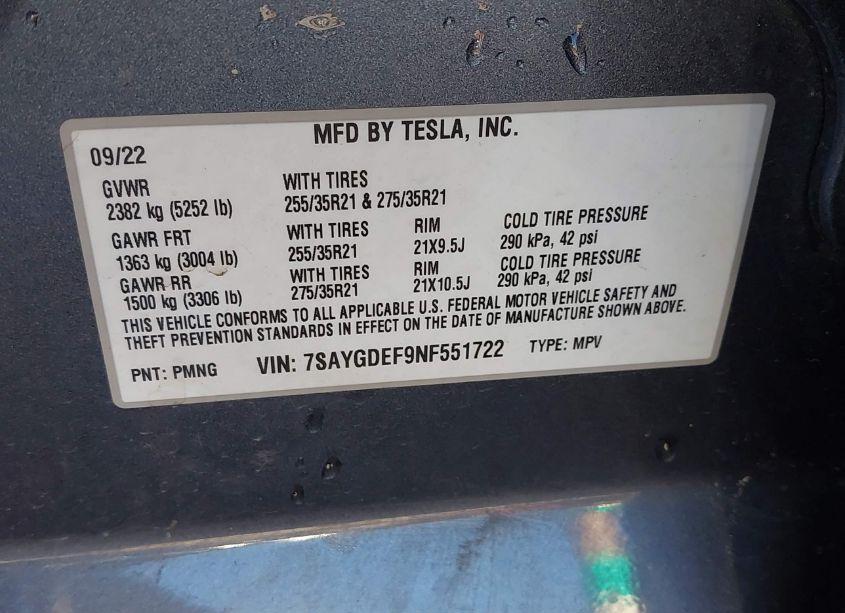 MFD BY TESLA, INC.
09/22
GVWR WITH TIRES
2382 kg (5252 lb) 255/35R21 & 275/35R21
GAWR FRT WITH TIRES RIM COLD TIRE PRESSURE
1363 kg (3004 lb) 255/35R21 21X9.5J 290 kPa, 42 psi
GAWR RR WITH TIRES RIM COLD TIRE PRESSURE
1500 kg (3306 lb) 275/35R21 21X10.5J 290 kPa, 42 psi
THIS VEHICLE CONFORMS TO ALL APPLICABLE U.S. FEDERAL MOTOR VEHICLE SAFETY AND
THEFT PREVENTION STANDARDS IN EFFECT ON THE DATE OF MANUFACTURE SHOWN ABOVE.
PNT: PMNG VIN: 7SAYGDEF9NF551722 TYPE: MPV